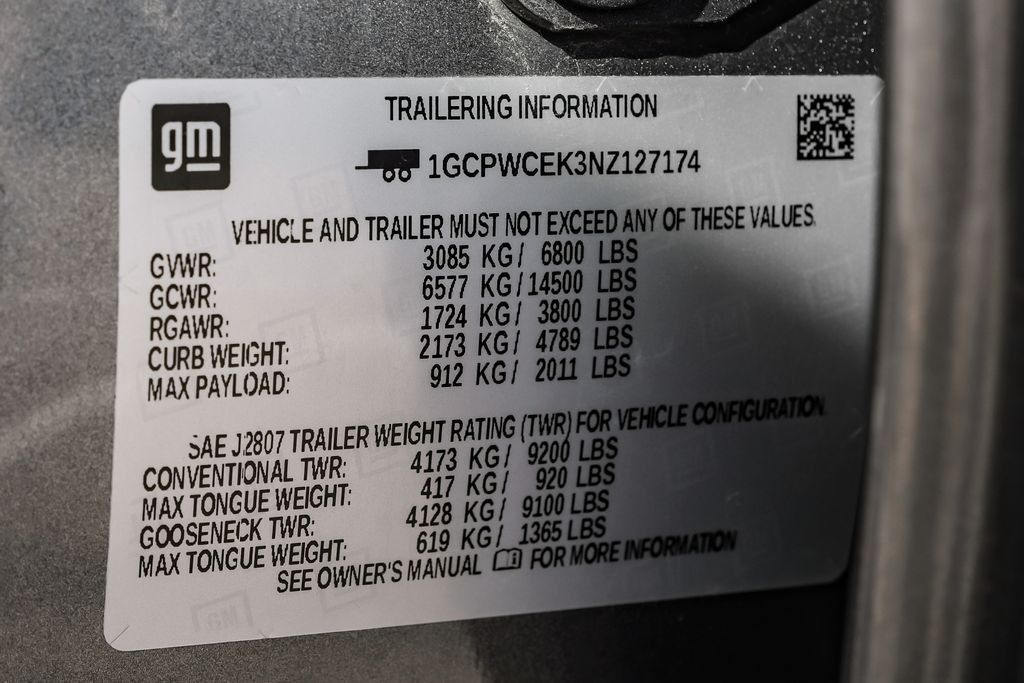 gm
TRAILERING INFORMATION
1GCPWCEK3NZ127174
VEHICLE AND TRAILER MUST NOT EXCEED ANY OF THESE VALUES.
GVWR: 3085 KG/ 6800 LBS
GCWR: 6577 KG/14500 LBS
RGAWR: 1724 KG/ 3800 LBS
CURB WEIGHT: 2173 KG/ 4789 LBS
MAX PAYLOAD: 912 KG/ 2011 LBS
SAE J2807 TRAILER WEIGHT RATING (TWR) FOR VEHICLE CONFIGURATION.
CONVENTIONAL TWR: 4173 KG/ 9200 LBS
MAX TONGUE WEIGHT: 417 KG/ 920 LBS
GOOSENECK TWR: 4128 KG/ 9100 LBS
MAX TONGUE WEIGHT: 619 KG/ 1365 LBS
SEE OWNER'S MANUAL FOR MORE INFORMATION